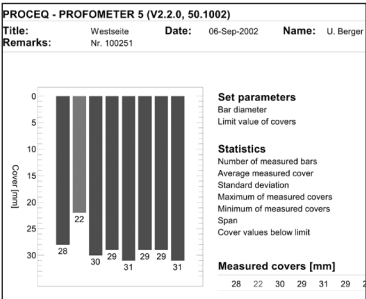 PROCEQ - PROFOMETER 5 (V2.2.0, 50.1002)
Title: Westseite Date: 06-Sep-2002 Name: U. Berger
Remarks: Nr. 100251
Set parameters
Bar diameter
Limit value of covers
Statistics
Number of measured bars
Average measured cover
Standard deviation
Maximum of measured covers
Minimum of measured covers
Span
Cover values below limit
Measured covers [mm]
28 22 30 29 31 29
Cover [mm]
0
5
10
15
20
25
30
28 22 30 29 31 29 29 31